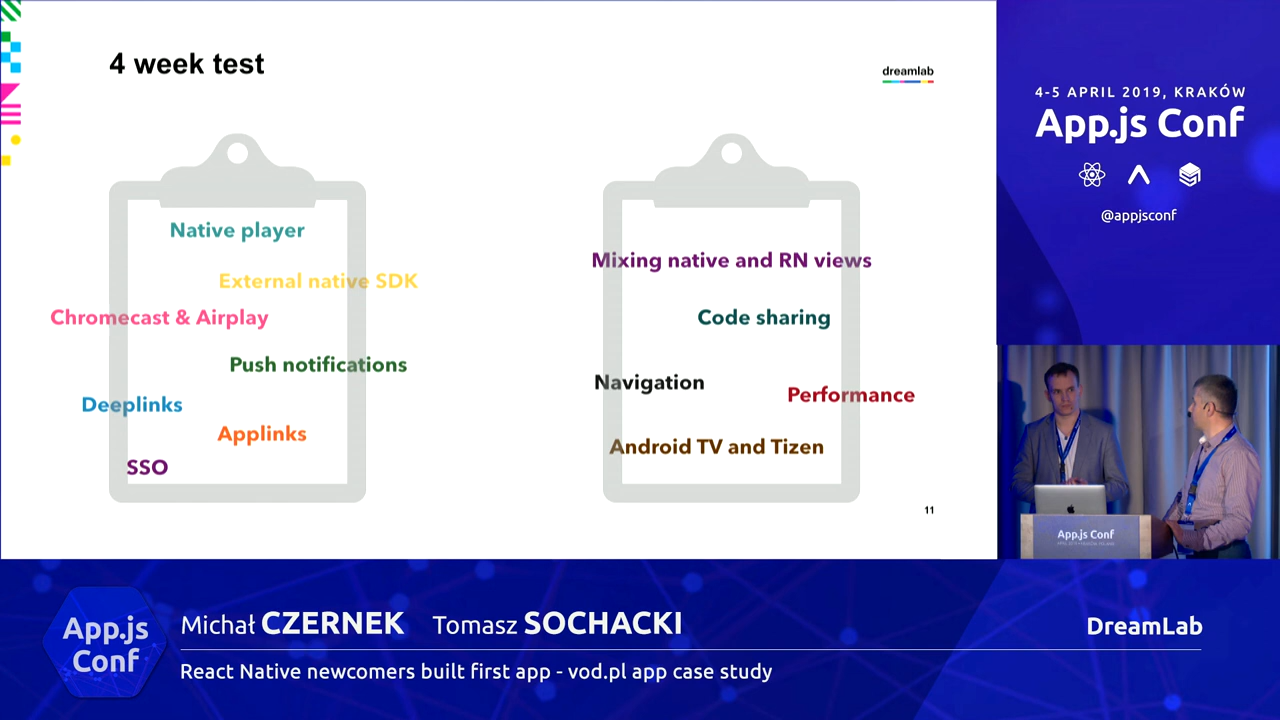 4 week test
dreamlab
Native player
External native SDK
Chromecast & Airplay
Push notifications
Deeplinks
Applinks
SSO
Mixing native and RN views
Code sharing
Navigation
Performance
Android TV and Tizen
11
4-5 APRIL 2019, KRAKÓW
App.js Conf
@appjsconf
App.js Conf
App.js
Conf
Michał CZERNEK Tomasz SOCHACKI
DreamLab
React Native newcomers built first app - vod.pl app case study